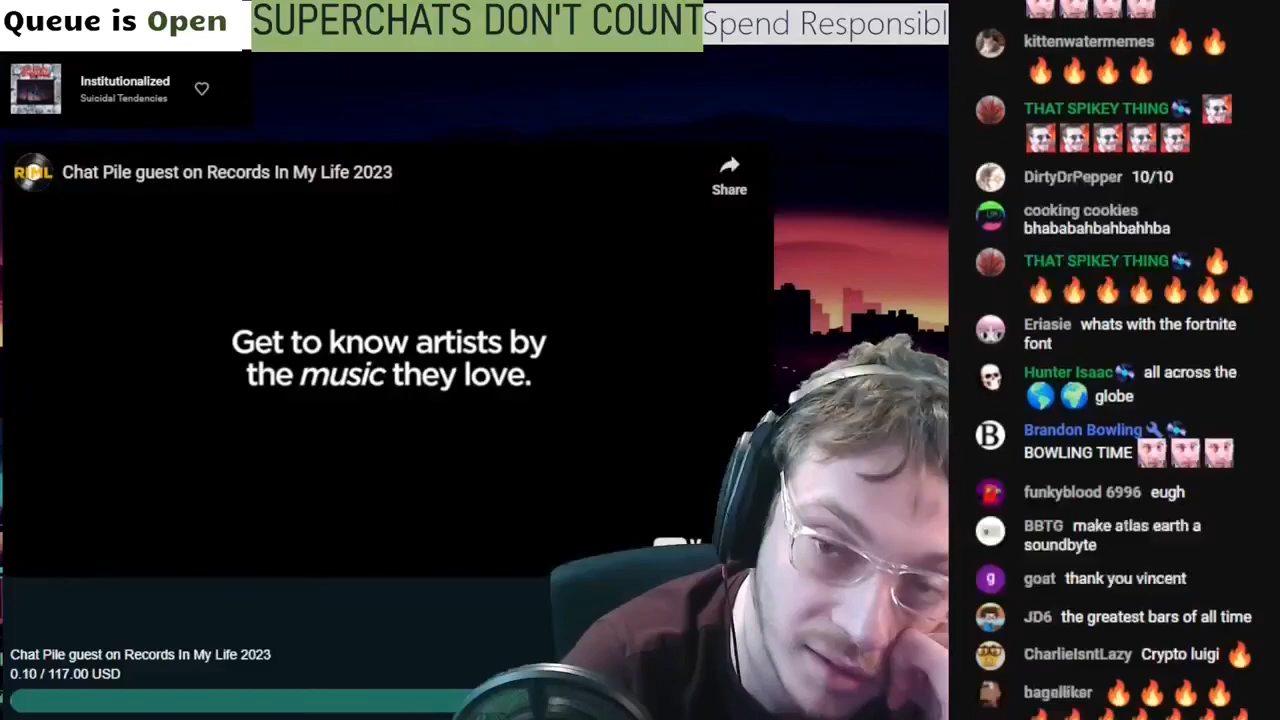 Queue is Open
SUPERCHATS DON'T COUNT
Spend Responsibl
Institutionalized
Suicidal Tendencies
RIML
Chat Pile guest on Records In My Life 2023
Share
Get to know artists by
the music they love.
Chat Pile guest on Records In My Life 2023
0.10 / 117.00 USD
kittenwatermemes
THAT SPIKEY THING
DirtyDrPepper 10/10
cooking cookies
bhababahbahbahhba
THAT SPIKEY THING
Eriasie whats with the fortnite
font
Hunter Isaac all across the
globe
Brandon Bowling
BOWLING TIME
funkyblood 6996 eugh
BBTG make atlas earth a
soundbyte
goat thank you vincent
JD6 the greatest bars of all time
CharlieIsntLazy Crypto luigi
bagelliker